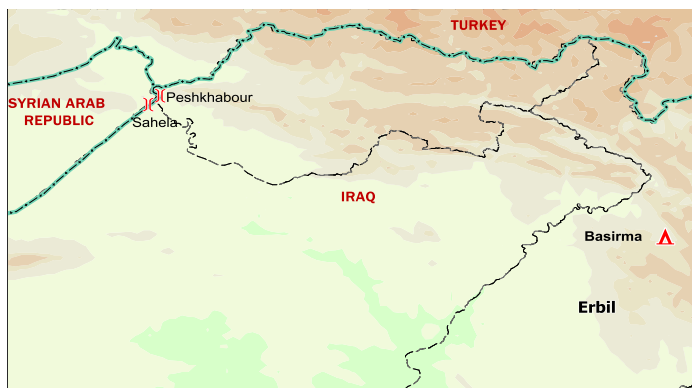 TURKEY
Peshkhabour
SYRIAN ARAB
REPUBLIC
Sahela
IRAQ
Basirma
Erbil